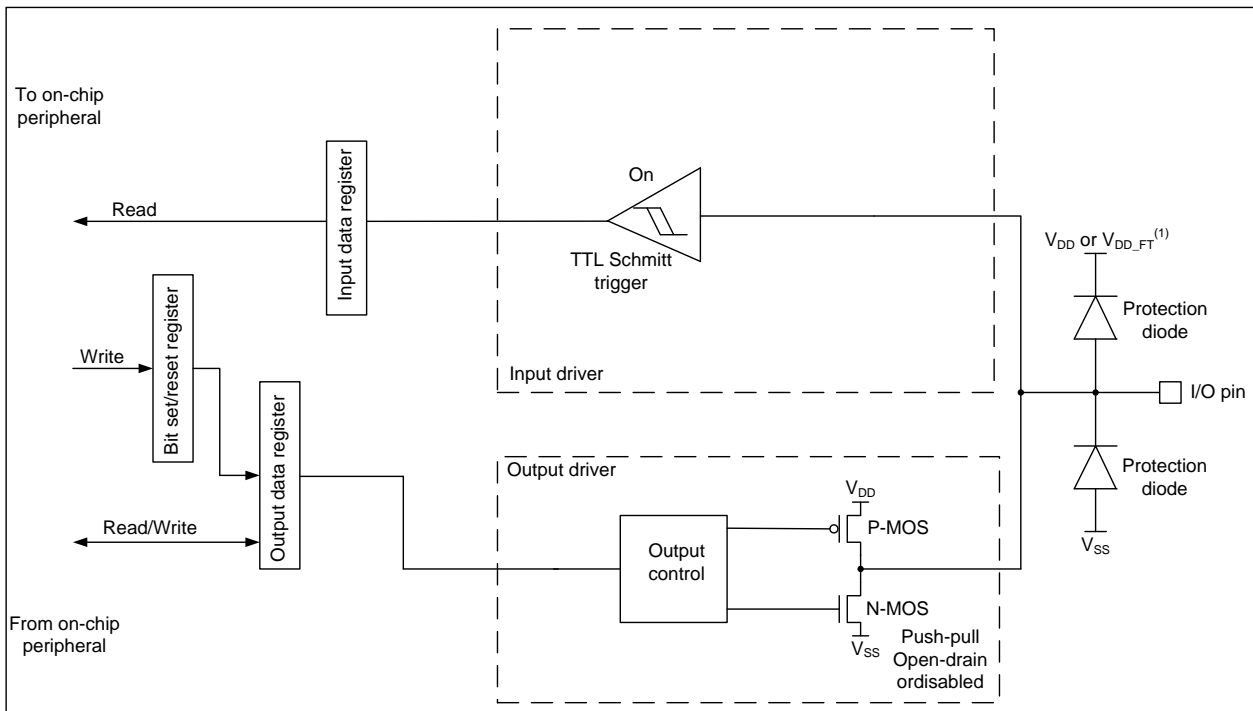 To on-chip
peripheral
Input data register
On
Read
TTL Schmitt
trigger
V_DD or V_DD_FT^(1)
Protection
diode
Bit set/reset register
Write
Input driver
I/O pin
Output data register
Output driver
Protection
diode
V_DD
Read/Write
P-MOS
Output
control
V_SS
N-MOS
From on-chip
peripheral
V_SS
Push-pull
Open-drain
ordisabled